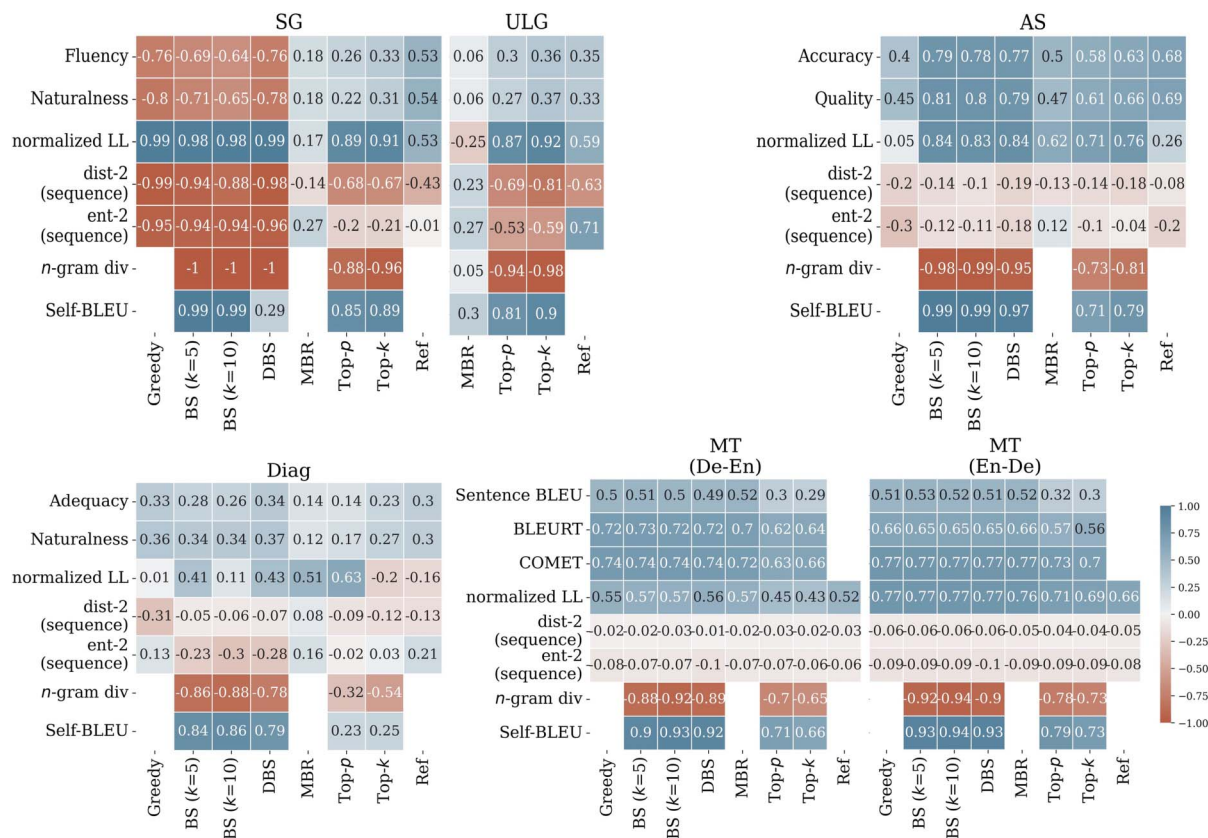 SG
ULG
AS
Fluency -0.76 -0.69 -0.64 -0.76 0.18 0.26 0.33 0.53 0.06 0.3 0.36 0.35
Naturalness -0.8 -0.71 -0.65 -0.78 0.18 0.22 0.31 0.54 0.06 0.27 0.37 0.33
normalized LL 0.99 0.98 0.98 0.99 0.17 0.89 0.91 0.53 -0.25 0.87 0.92 0.59
dist-2 (sequence) -0.99 -0.94 -0.88 -0.98 -0.14 -0.68 -0.67 -0.43 0.23 -0.69 -0.81 -0.63
ent-2 (sequence) -0.95 -0.94 -0.94 -0.96 0.27 -0.2 -0.21 -0.01 0.27 -0.53 -0.59 0.71
n-gram div -1 -1 -1 -0.88 -0.96 0.05 -0.94 -0.98
Self-BLEU 0.99 0.99 0.29 0.85 0.89 0.3 0.81 0.9
Greedy BS (k=5) BS (k=10) DBS MBR Top-p Top-k Ref MBR Top-p Top-k Ref
Accuracy 0.4 0.79 0.78 0.77 0.5 0.58 0.63 0.68
Quality 0.45 0.81 0.8 0.79 0.47 0.61 0.66 0.69
normalized LL 0.05 0.84 0.83 0.84 0.62 0.71 0.76 0.26
dist-2 (sequence) -0.2 -0.14 -0.1 -0.19 -0.13 -0.14 -0.18 -0.08
ent-2 (sequence) -0.3 -0.12 -0.11 -0.18 0.12 -0.1 -0.04 -0.2
n-gram div -0.98 -0.99 -0.95 -0.73 -0.81
Self-BLEU 0.99 0.99 0.97 0.71 0.79
Greedy BS (k=5) BS (k=10) DBS MBR Top-p Top-k Ref
Diag
Adequacy 0.33 0.28 0.26 0.34 0.14 0.14 0.23 0.3
Naturalness 0.36 0.34 0.34 0.37 0.12 0.17 0.27 0.3
normalized LL 0.01 0.41 0.11 0.43 0.51 0.63 -0.2 -0.16
dist-2 (sequence) -0.31 -0.05 -0.06 -0.07 0.08 -0.09 -0.12 -0.13
ent-2 (sequence) 0.13 -0.23 -0.3 -0.28 0.16 -0.02 0.03 0.21
n-gram div -0.86 -0.88 -0.78 -0.32 -0.54
Self-BLEU 0.84 0.86 0.79 0.23 0.25
Greedy BS (k=5) BS (k=10) DBS MBR Top-p Top-k Ref
MT
(De-En)
MT
(En-De)
Sentence BLEU 0.5 0.51 0.5 0.49 0.52 0.3 0.29 0.51 0.53 0.52 0.51 0.52 0.32 0.3
BLEURT 0.72 0.73 0.72 0.72 0.7 0.62 0.64 0.66 0.65 0.65 0.65 0.66 0.57 0.56
COMET 0.74 0.74 0.74 0.74 0.72 0.63 0.66 0.77 0.77 0.77 0.77 0.77 0.73 0.7
normalized LL 0.55 0.57 0.57 0.56 0.57 0.45 0.43 0.52 0.77 0.77 0.77 0.77 0.76 0.71 0.69 0.66
dist-2 (sequence) -0.02 -0.02 -0.03 -0.01 -0.02 -0.03 -0.02 -0.03 -0.06 -0.06 -0.06 -0.06 -0.05 -0.04 -0.04 -0.05
ent-2 (sequence) -0.08 -0.07 -0.07 -0.1 -0.07 -0.07 -0.06 -0.06 -0.09 -0.09 -0.09 -0.1 -0.09 -0.09 -0.09 -0.08
n-gram div -0.88 -0.92 -0.89 -0.7 -0.65 -0.92 -0.94 -0.9 -0.78 -0.73
Self-BLEU 0.9 0.93 0.92 0.71 0.66 0.93 0.94 0.93 0.79 0.73
Greedy BS (k=5) BS (k=10) DBS MBR Top-p Top-k Ref Greedy BS (k=5) BS (k=10) DBS MBR Top-p Top-k Ref
1.00
0.75
0.50
0.25
0.00
-0.25
-0.50
-0.75
-1.00